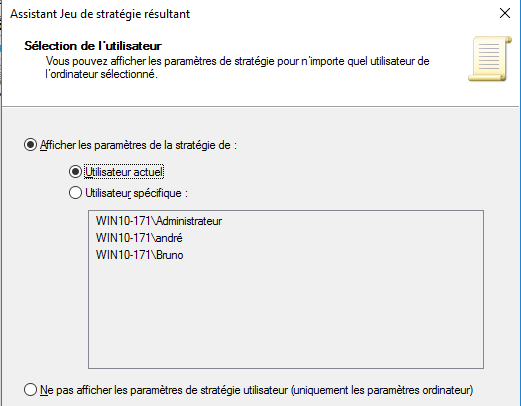 Assistant Jeu de stratégie résultant
Sélection de l'utilisateur
Vous pouvez afficher les paramètres de stratégie pour n'importe quel utilisateur de
l'ordinateur sélectionné.
Afficher les paramètres de la stratégie de :
Utilisateur actuel
Utilisateur spécifique :
WIN10-171\Administrateur
WIN10-171\andré
WIN10-171\Bruno
Ne pas afficher les paramètres de stratégie utilisateur (uniquement les paramètres ordinateur)